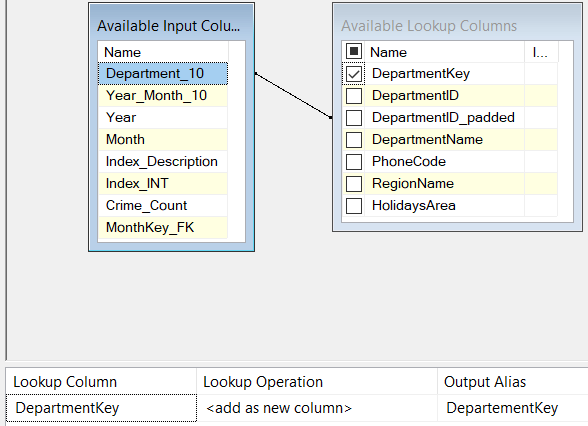 Available Input Colu...
Name
Department_10
Year_Month_10
Year
Month
Index_Description
Index_INT
Crime_Count
MonthKey_FK
Available Lookup Columns
Name I...
DepartmentKey
DepartmentID
DepartmentID_padded
DepartmentName
PhoneCode
RegionName
HolidaysArea
Lookup Column Lookup Operation Output Alias
DepartmentKey <add as new column> DepartementKey